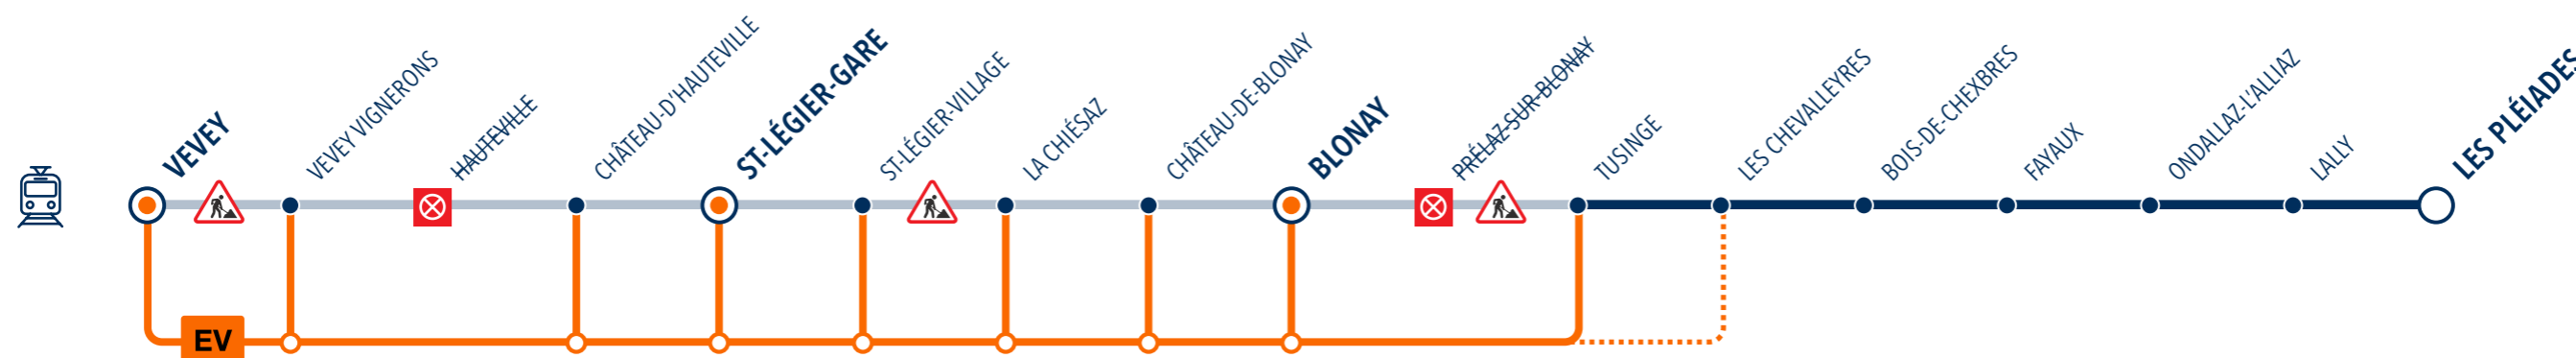 VEVEY
VEVEY VIGNERONS
HAUTEVILLE
CHÂTEAU-D'HAUTEVILLE
ST-LÉGIER-GARE
ST-LÉGIER-VILLAGE
LA CHIÉSAZ
CHÂTEAU-DE-BLONAY
BLONAY
PRÉLAZ-SUR-BLONAY
TUSINGE
LES CHEVALLEYRES
BOIS-DE-CHEXBRES
FAYAUX
ONDALLAZ-L'ALLIAZ
LALLY
LES PLÉIADES
EV